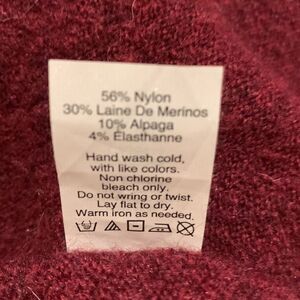 56% Nylon
30% Laine De Merinos
10% Alpaga
4% Elasthanne
Hand wash cold,
with like colors.
Non chlorine
bleach only.
Do not wring or twist.
Lay flat to dry.
Warm iron as needed.